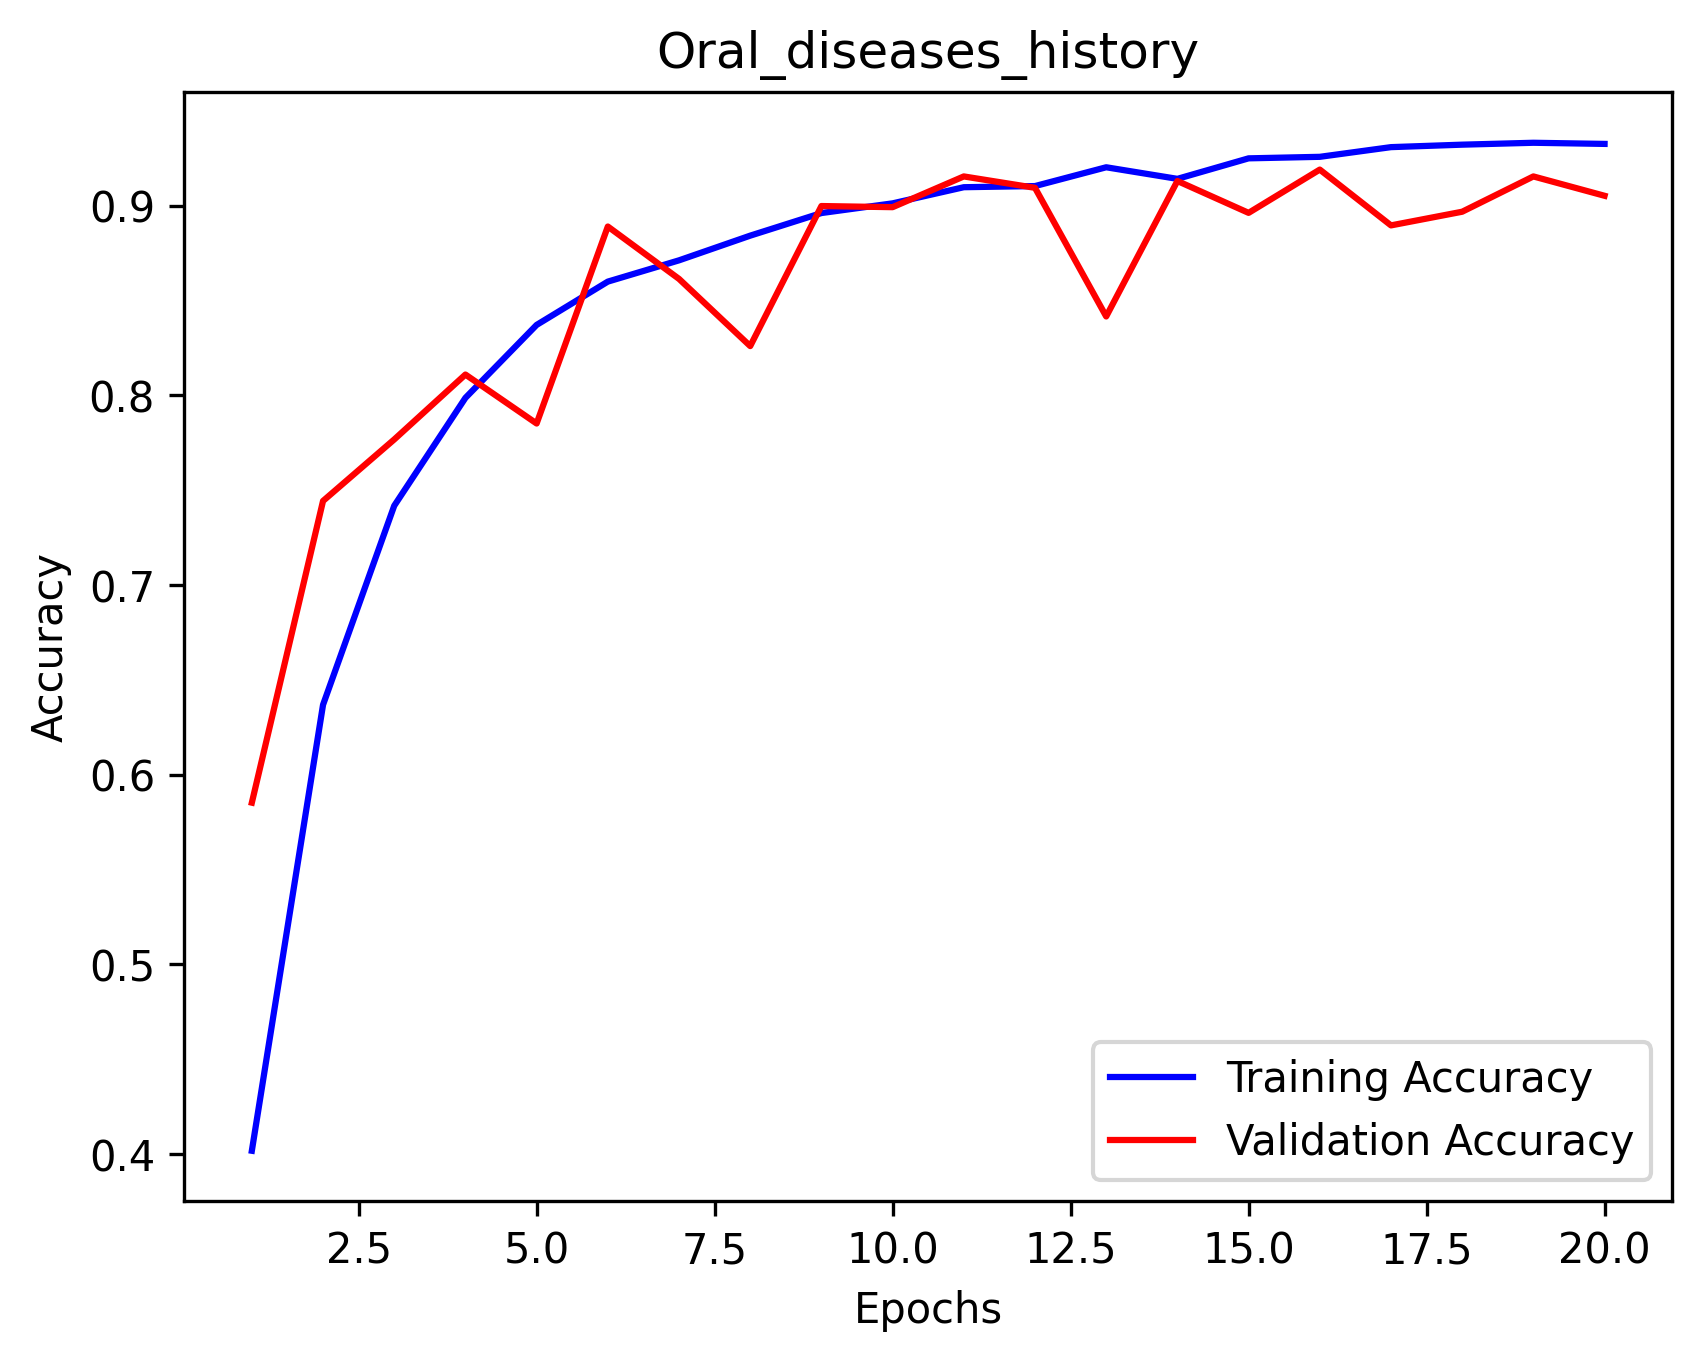 Oral_diseases_history
Accuracy
0.9
0.8
0.7
0.6
0.5
0.4
Training Accuracy
Validation Accuracy
2.5 5.0 7.5 10.0 12.5 15.0 17.5 20.0
Epochs